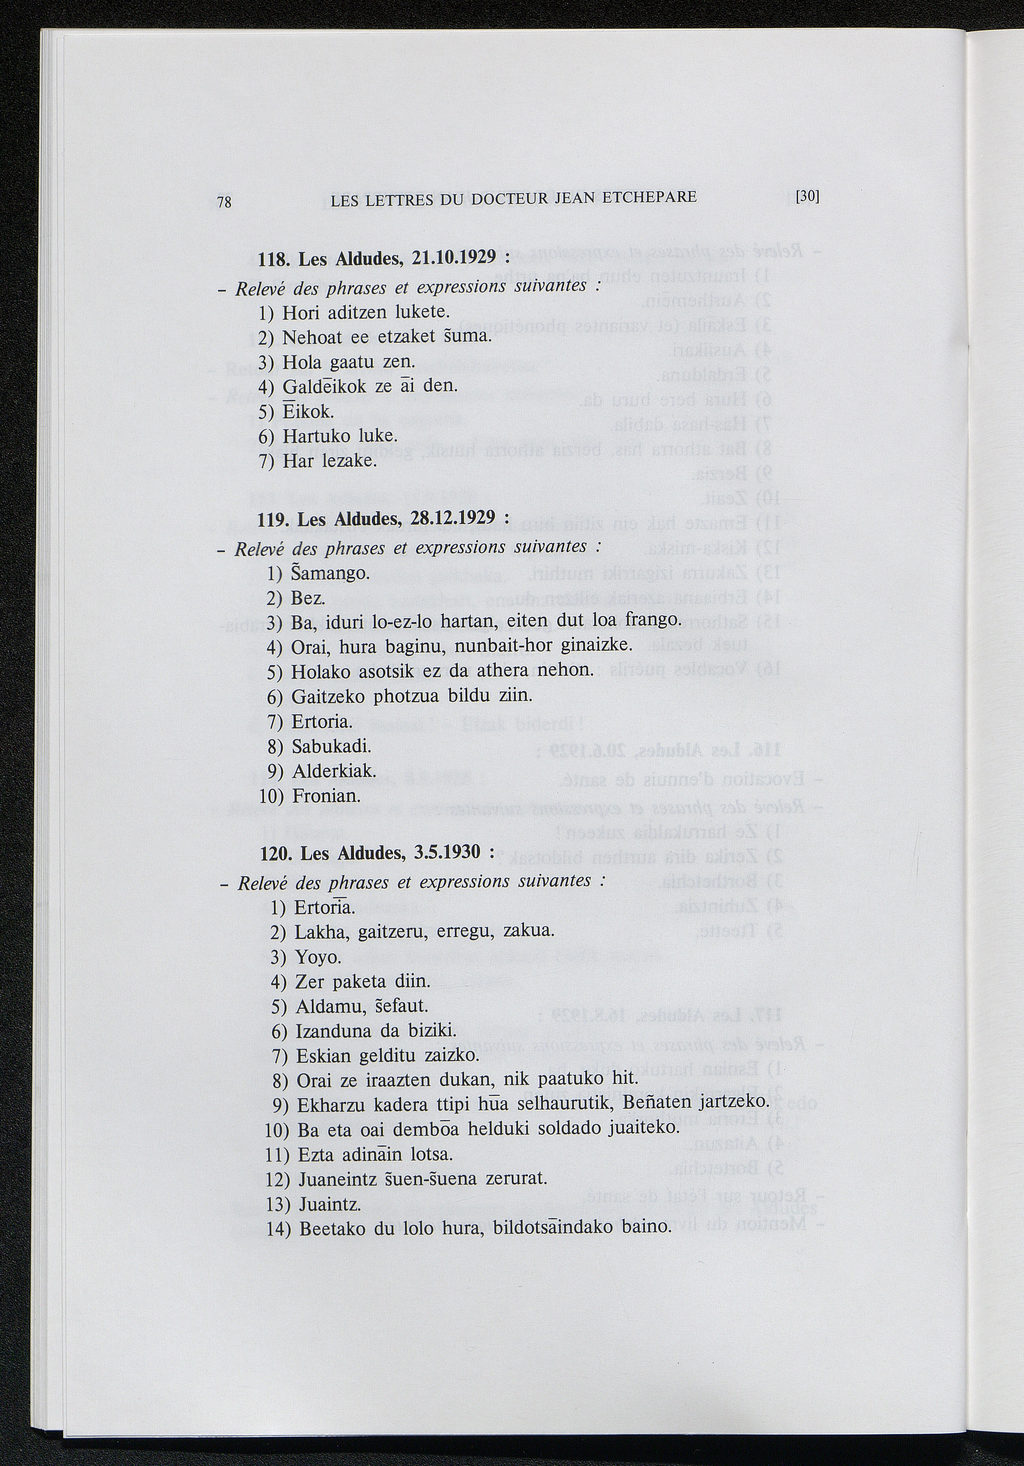 78 LES LETTRES DU DOCTEUR JEAN ETCHEPARE [30]
118. Les Aldudes, 21.10.1929 :
– Relevé des phrases et expressions suivantes :
1) Hori aditzen lukete.
2) Nehoat ee etzaket s̄uma.
3) Hola gaatu zen.
4) Galdēikok ze āi den.
5) Ēikok.
6) Hartuko luke.
7) Har lezake.
119. Les Aldudes, 28.12.1929 :
– Relevé des phrases et expressions suivantes :
1) S̄amango.
2) Bez.
3) Ba, iduri lo-ez-lo hartan, eiten dut loa frango.
4) Orai, hura baginu, nunbait-hor ginaizke.
5) Holako asotsik ez da athera nehon.
6) Gaitzeko photzua bildu ziin.
7) Ertoria.
8) Sabukadi.
9) Alderkiak.
10) Fronian.
120. Les Aldudes, 3.5.1930 :
– Relevé des phrases et expressions suivantes :
1) Ertor̄ia.
2) Lakha, gaitzeru, erregu, zakua.
3) Yoyo.
4) Zer paketa diin.
5) Aldamu, s̄efaut.
6) Izanduna da biziki.
7) Eskian gelditu zaizko.
8) Orai ze iraazten dukan, nik paatuko hit.
9) Ekharzu kadera ttipi hūa selhaurutik, Beñaten jartzeko.
10) Ba eta oai dembōa helduki soldado juaiteko.
11) Ezta adināin lotsa.
12) Juaneintz s̄uen-s̄uena zerurat.
13) Juaintz.
14) Beetako du lolo hura, bildotsāindako baino.